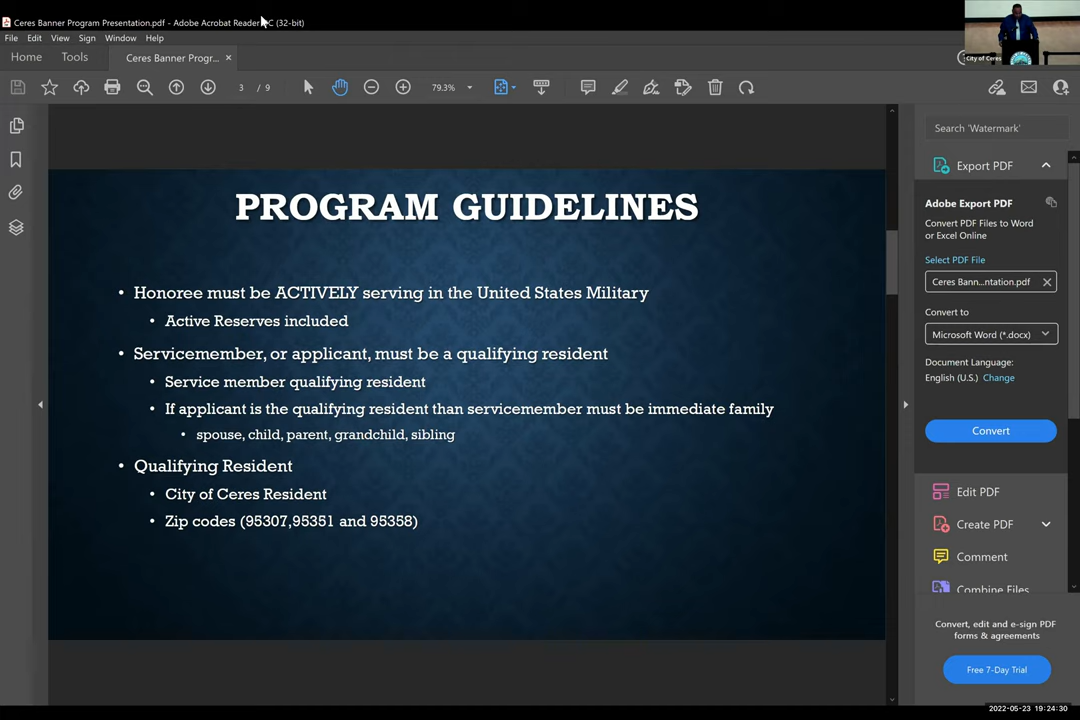 Ceres Banner Program Presentation.pdf - Adobe Acrobat Reader DC (32-bit)
File Edit View Sign Window Help
Home Tools Ceres Banner Progr... ×
3 / 9 79.3%
City of Ceres
Search 'Watermark'
Export PDF
Adobe Export PDF
Convert PDF Files to Word
or Excel Online
Select PDF File
Ceres Bann...ntation.pdf
Convert to
Microsoft Word (*.docx)
Document Language:
English (U.S.) Change
Convert
Edit PDF
Create PDF
Comment
Combine Files
Convert, edit and e-sign PDF
forms & agreements
Free 7-Day Trial
PROGRAM GUIDELINES
• Honoree must be ACTIVELY serving in the United States Military
• Active Reserves included
• Servicemember, or applicant, must be a qualifying resident
• Service member qualifying resident
• If applicant is the qualifying resident than servicemember must be immediate family
• spouse, child, parent, grandchild, sibling
• Qualifying Resident
• City of Ceres Resident
• Zip codes (95307,95351 and 95358)
2022-05-23 19:24:30